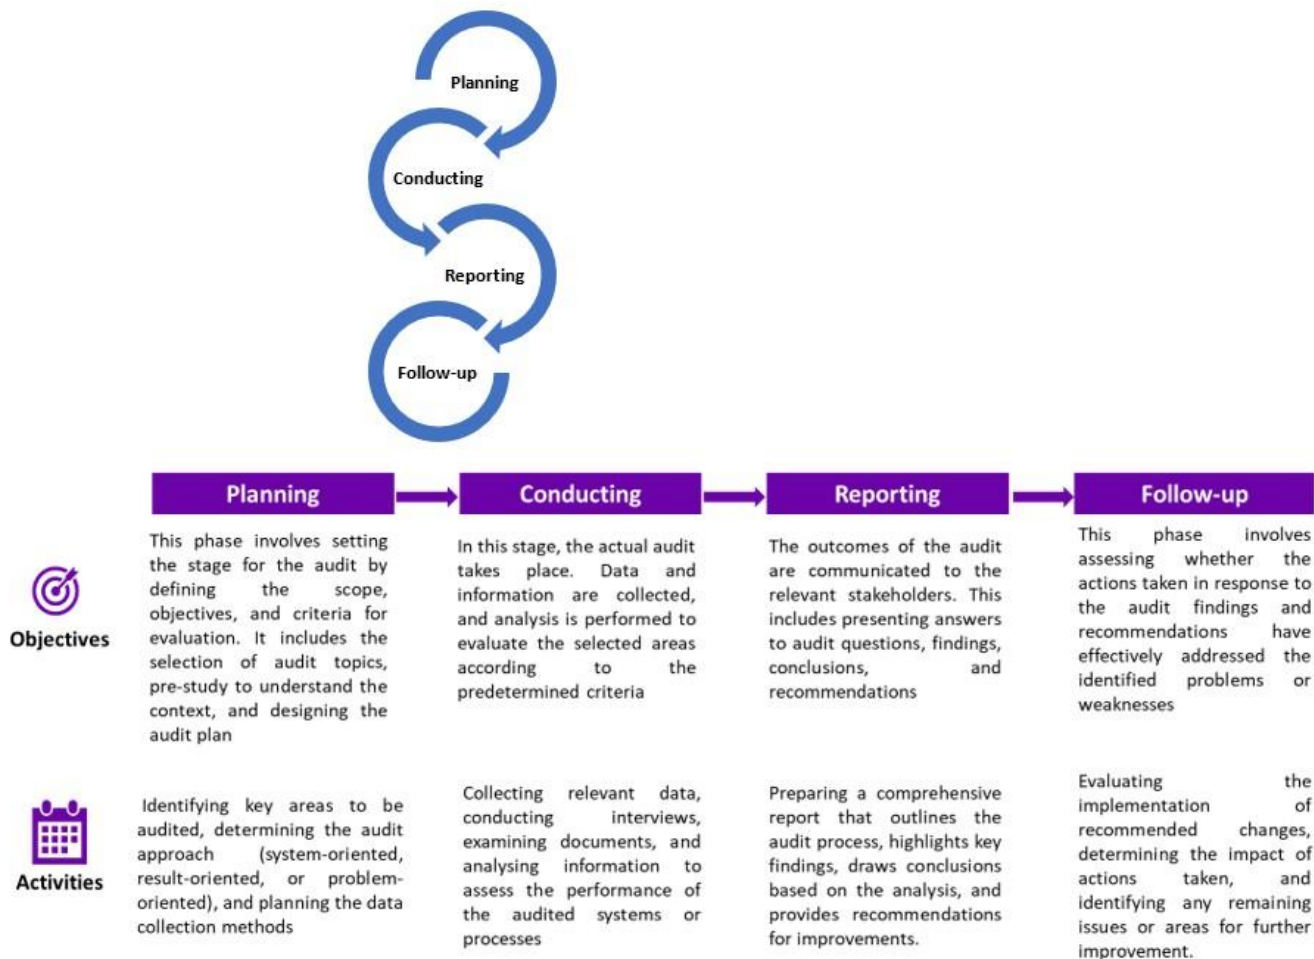 Planning
Conducting
Reporting
Follow-up
Planning
Conducting
Reporting
Follow-up
Objectives
This phase involves setting
the stage for the audit by
defining the scope,
objectives, and criteria for
evaluation. It includes the
selection of audit topics,
pre-study to understand the
context, and designing the
audit plan
In this stage, the actual audit
takes place. Data and
information are collected,
and analysis is performed to
evaluate the selected areas
according to the
predetermined criteria
The outcomes of the audit
are communicated to the
relevant stakeholders. This
includes presenting answers
to audit questions, findings,
conclusions, and
recommendations
This phase involves
assessing whether the
actions taken in response to
the audit findings and
recommendations have
effectively addressed the
identified problems or
weaknesses
Activities
Identifying key areas to be
audited, determining the audit
approach (system-oriented,
result-oriented, or problem-
oriented), and planning the data
collection methods
Collecting relevant data,
conducting interviews,
examining documents, and
analysing information to
assess the performance of
the audited systems or
processes
Preparing a comprehensive
report that outlines the
audit process, highlights key
findings, draws conclusions
based on the analysis, and
provides recommendations
for improvements.
Evaluating the
implementation of
recommended changes,
determining the impact of
actions taken, and
identifying any remaining
issues or areas for further
improvement.